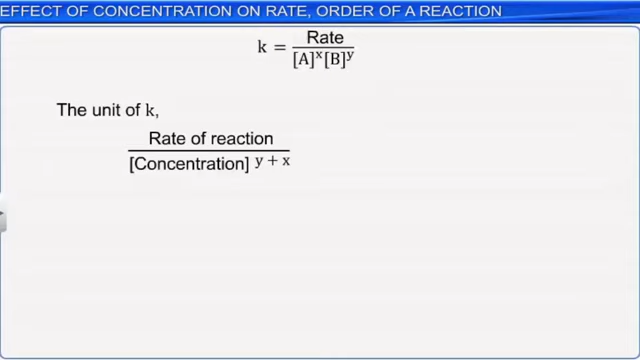 EFFECT OF CONCENTRATION ON RATE, ORDER OF A REACTION
k = Rate / [A]^x[B]^y
The unit of k,
Rate of reaction
[Concentration] ^y + x